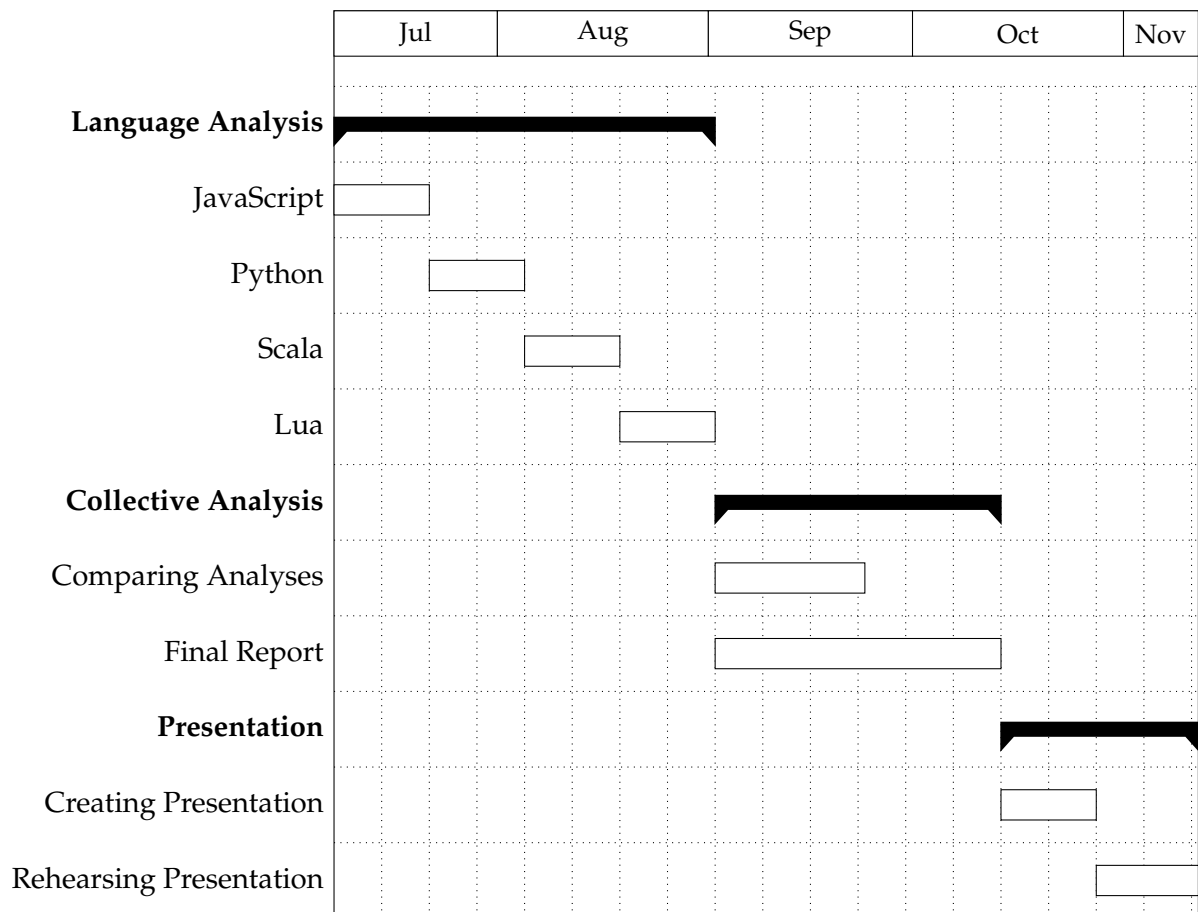 Jul Aug Sep Oct Nov
Language Analysis
JavaScript
Python
Scala
Lua
Collective Analysis
Comparing Analyses
Final Report
Presentation
Creating Presentation
Rehearsing Presentation